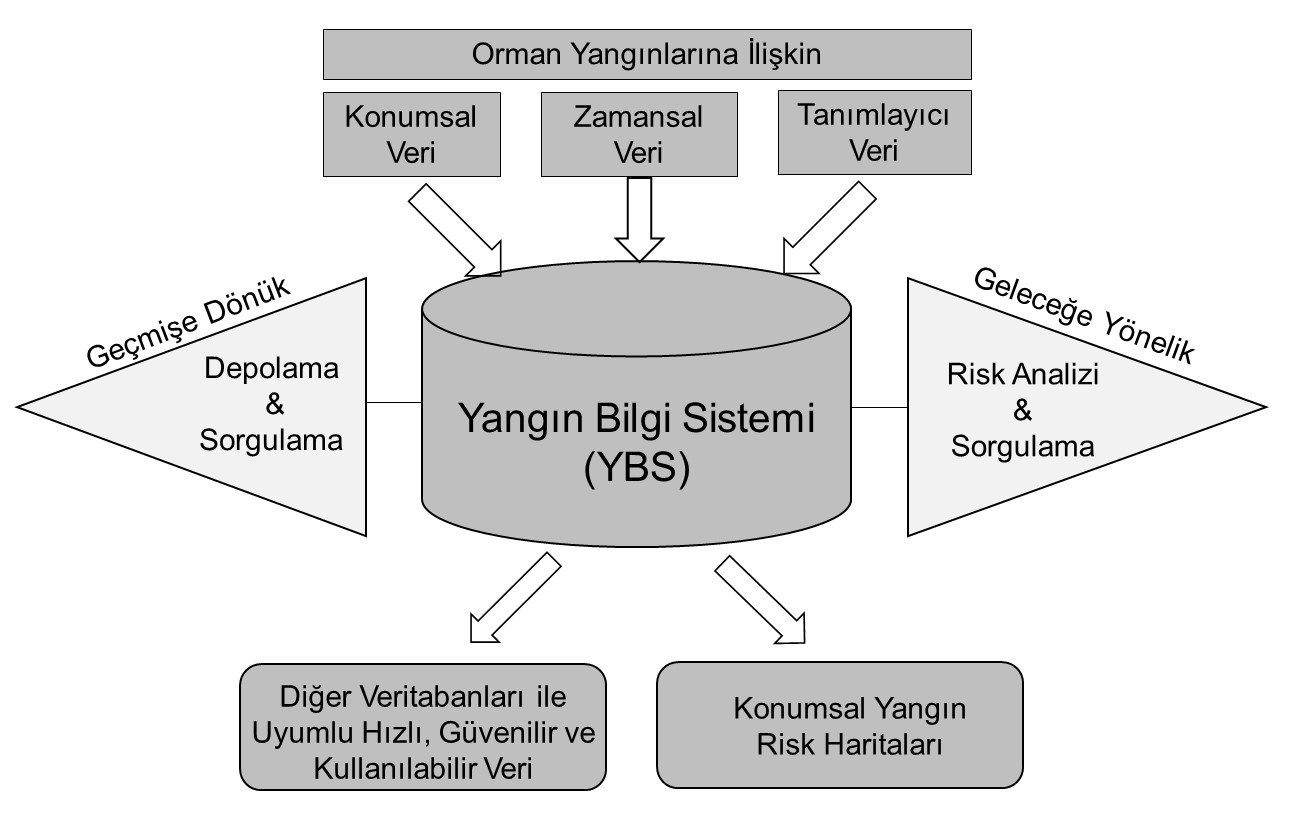 Orman Yangınlarına İlişkin
Konumsal
Veri
Zamansal
Veri
Tanımlayıcı
Veri
Geçmişe Dönük
Depolama
&
Sorgulama
Yangın Bilgi Sistemi
(YBS)
Geleceğe Yönelik
Risk Analizi
&
Sorgulama
Diğer Veritabanları ile
Uyumlu Hızlı, Güvenilir ve
Kullanılabilir Veri
Konumsal Yangın
Risk Haritaları